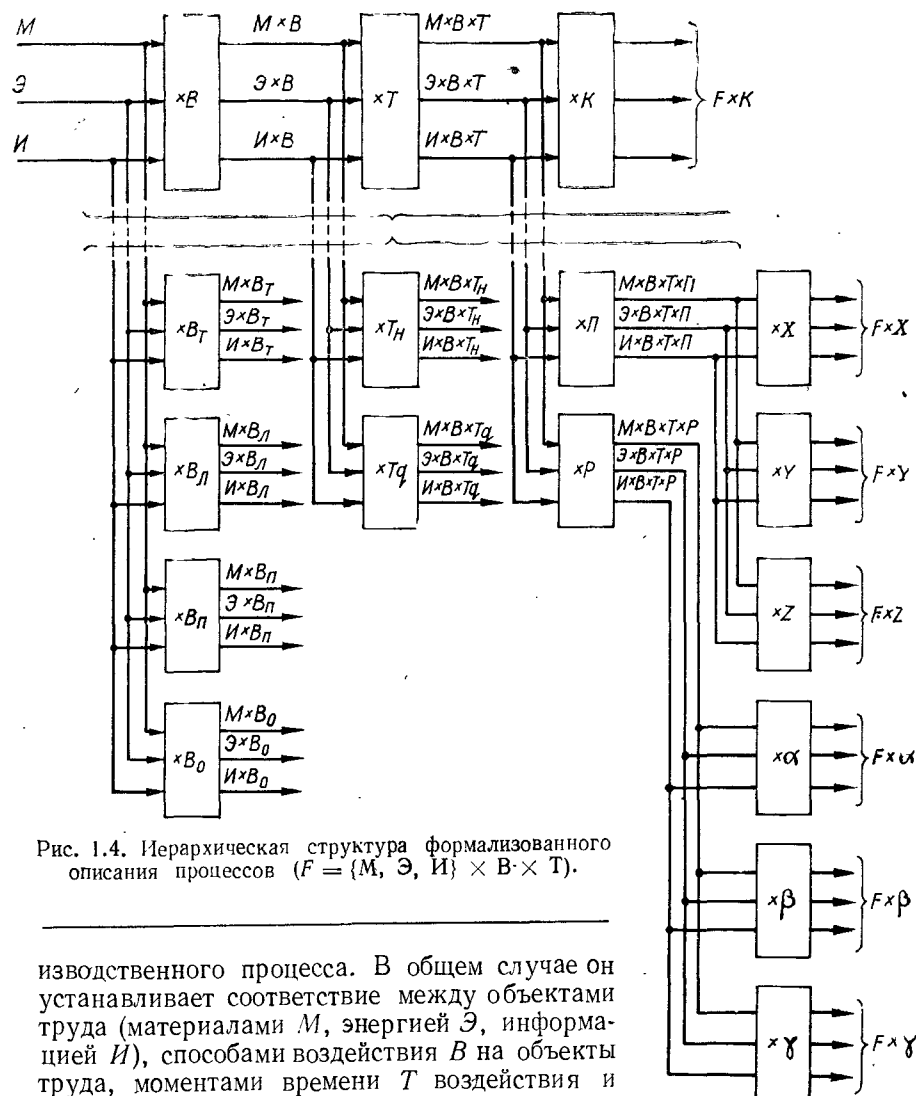 М М×В М×В×Т
Э ×В Э×В ×Т Э×В×Т ×К F×K
И И×В И×В×Т
М×В_Т М×В×Т_Н М×В×Т×П
×В_Т Э×В_Т ×Т_Н Э×В×Т_Н ×П Э×В×Т×П ×X F×X
И×В_Т И×В×Т_Н И×В×Т×П
М×В_Л М×В×Тq М×В×Т×Р
×В_Л Э×В_Л ×Тq Э×В×Тq ×Р Э×В×Т×Р ×Y F×Y
И×В_Л И×В×Тq И×В×Т×Р
М×В_П
×В_П Э×В_П ×Z F×Z
И×В_П
М×В_0
×В_0 Э×В_0 ×α F×α
И×В_0
Рис. 1.4. Иерархическая структура формализованного
описания процессов (F = {М, Э, И} × В · × Т).
×β F×β
изводственного процесса. В общем случае он
устанавливает соответствие между объектами
труда (материалами М, энергией Э, информа-
цией И), способами воздействия В на объекты
труда, моментами времени Т воздействия и
×γ F×γ